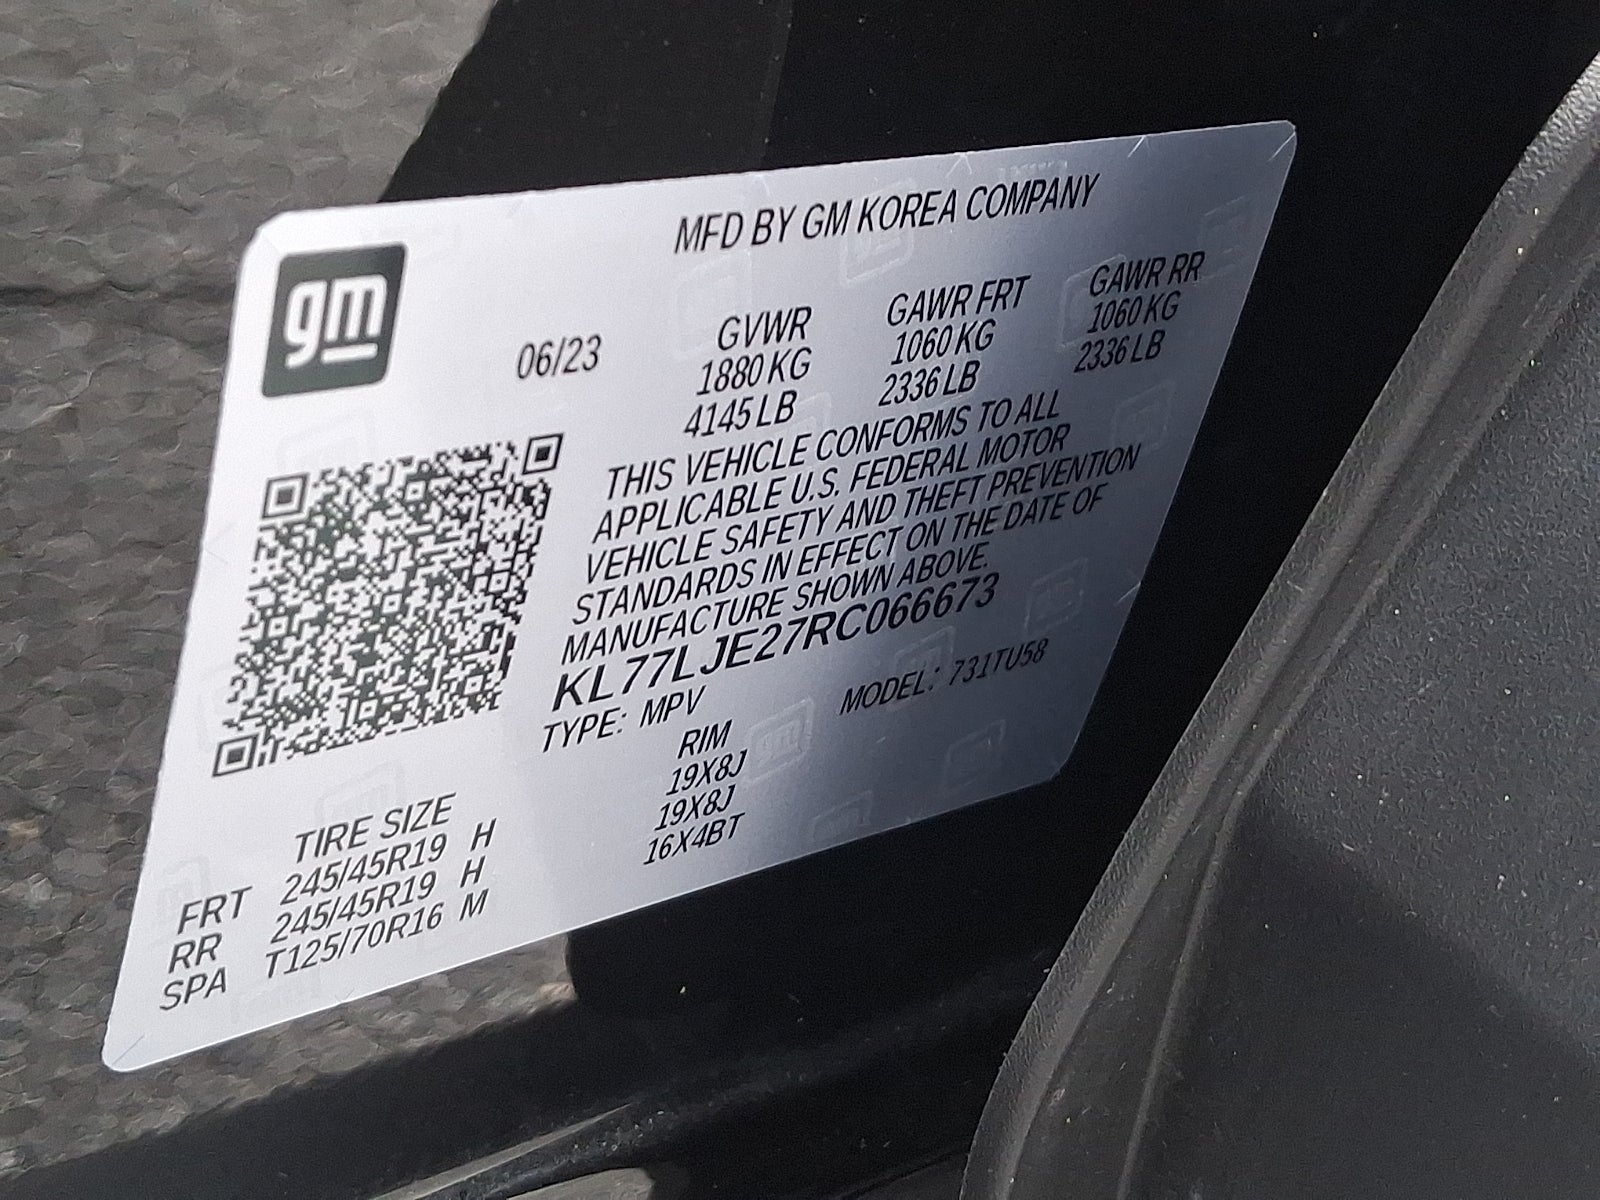 gm
MFD BY GM KOREA COMPANY
06/23
GVWR
1880 KG
4145 LB
GAWR FRT
1060 KG
2336 LB
GAWR RR
1060 KG
2336 LB
THIS VEHICLE CONFORMS TO ALL
APPLICABLE U.S. FEDERAL MOTOR
VEHICLE SAFETY AND THEFT PREVENTION
STANDARDS IN EFFECT ON THE DATE OF
MANUFACTURE SHOWN ABOVE.
KL77LJE27RC066673
TYPE: MPV MODEL: 731TU58
TIRE SIZE RIM
FRT 245/45R19 H 19X8J
RR 245/45R19 H 19X8J
SPA T125/70R16 M 16X4BT